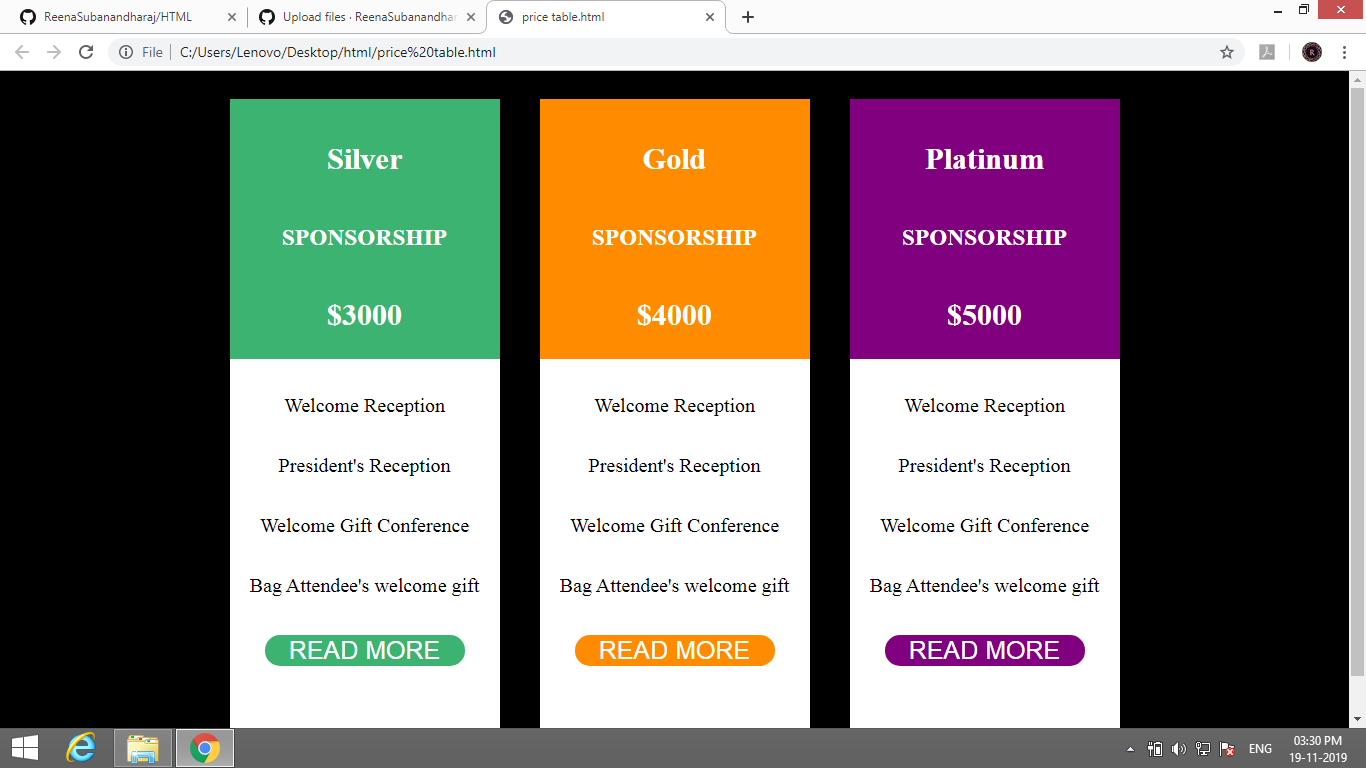 ReenaSubanandharaj/HTML
Upload files · ReenaSubanandhar
price table.html
File
C:/Users/Lenovo/Desktop/html/price%20table.html
R
Silver
SPONSORSHIP
$3000
Welcome Reception
President's Reception
Welcome Gift Conference
Bag Attendee's welcome gift
READ MORE
Gold
SPONSORSHIP
$4000
Welcome Reception
President's Reception
Welcome Gift Conference
Bag Attendee's welcome gift
READ MORE
Platinum
SPONSORSHIP
$5000
Welcome Reception
President's Reception
Welcome Gift Conference
Bag Attendee's welcome gift
READ MORE
ENG
03:30 PM
19-11-2019